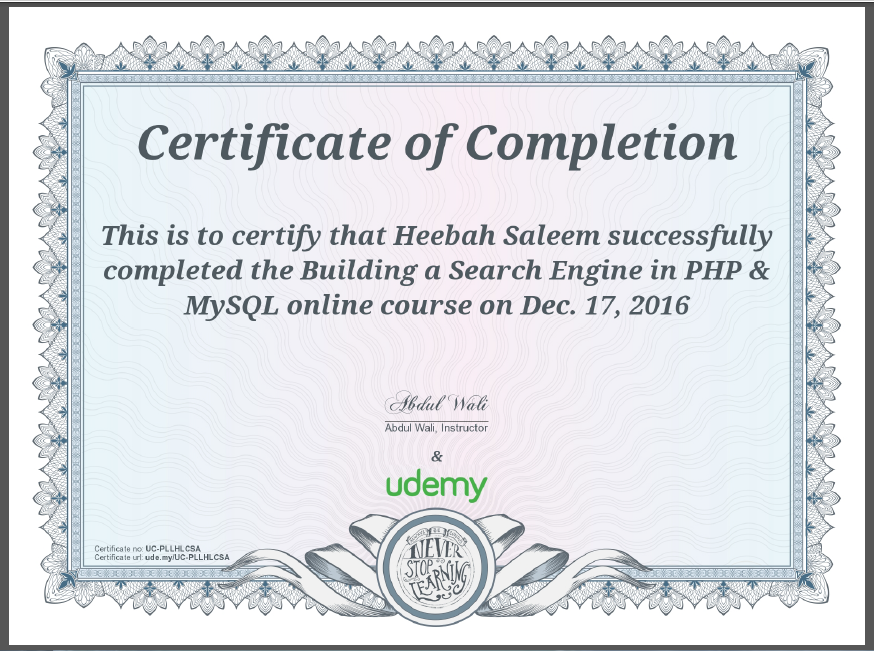 Certificate of Completion
This is to certify that Heebah Saleem successfully
completed the Building a Search Engine in PHP &
MySQL online course on Dec. 17, 2016
Abdul Wali
Abdul Wali, Instructor
&
udemy
Certificate no: UC-PLLHLCSA
Certificate url: ude.my/UC-PLLHLCSA
NEVER
STOP
LEARNING